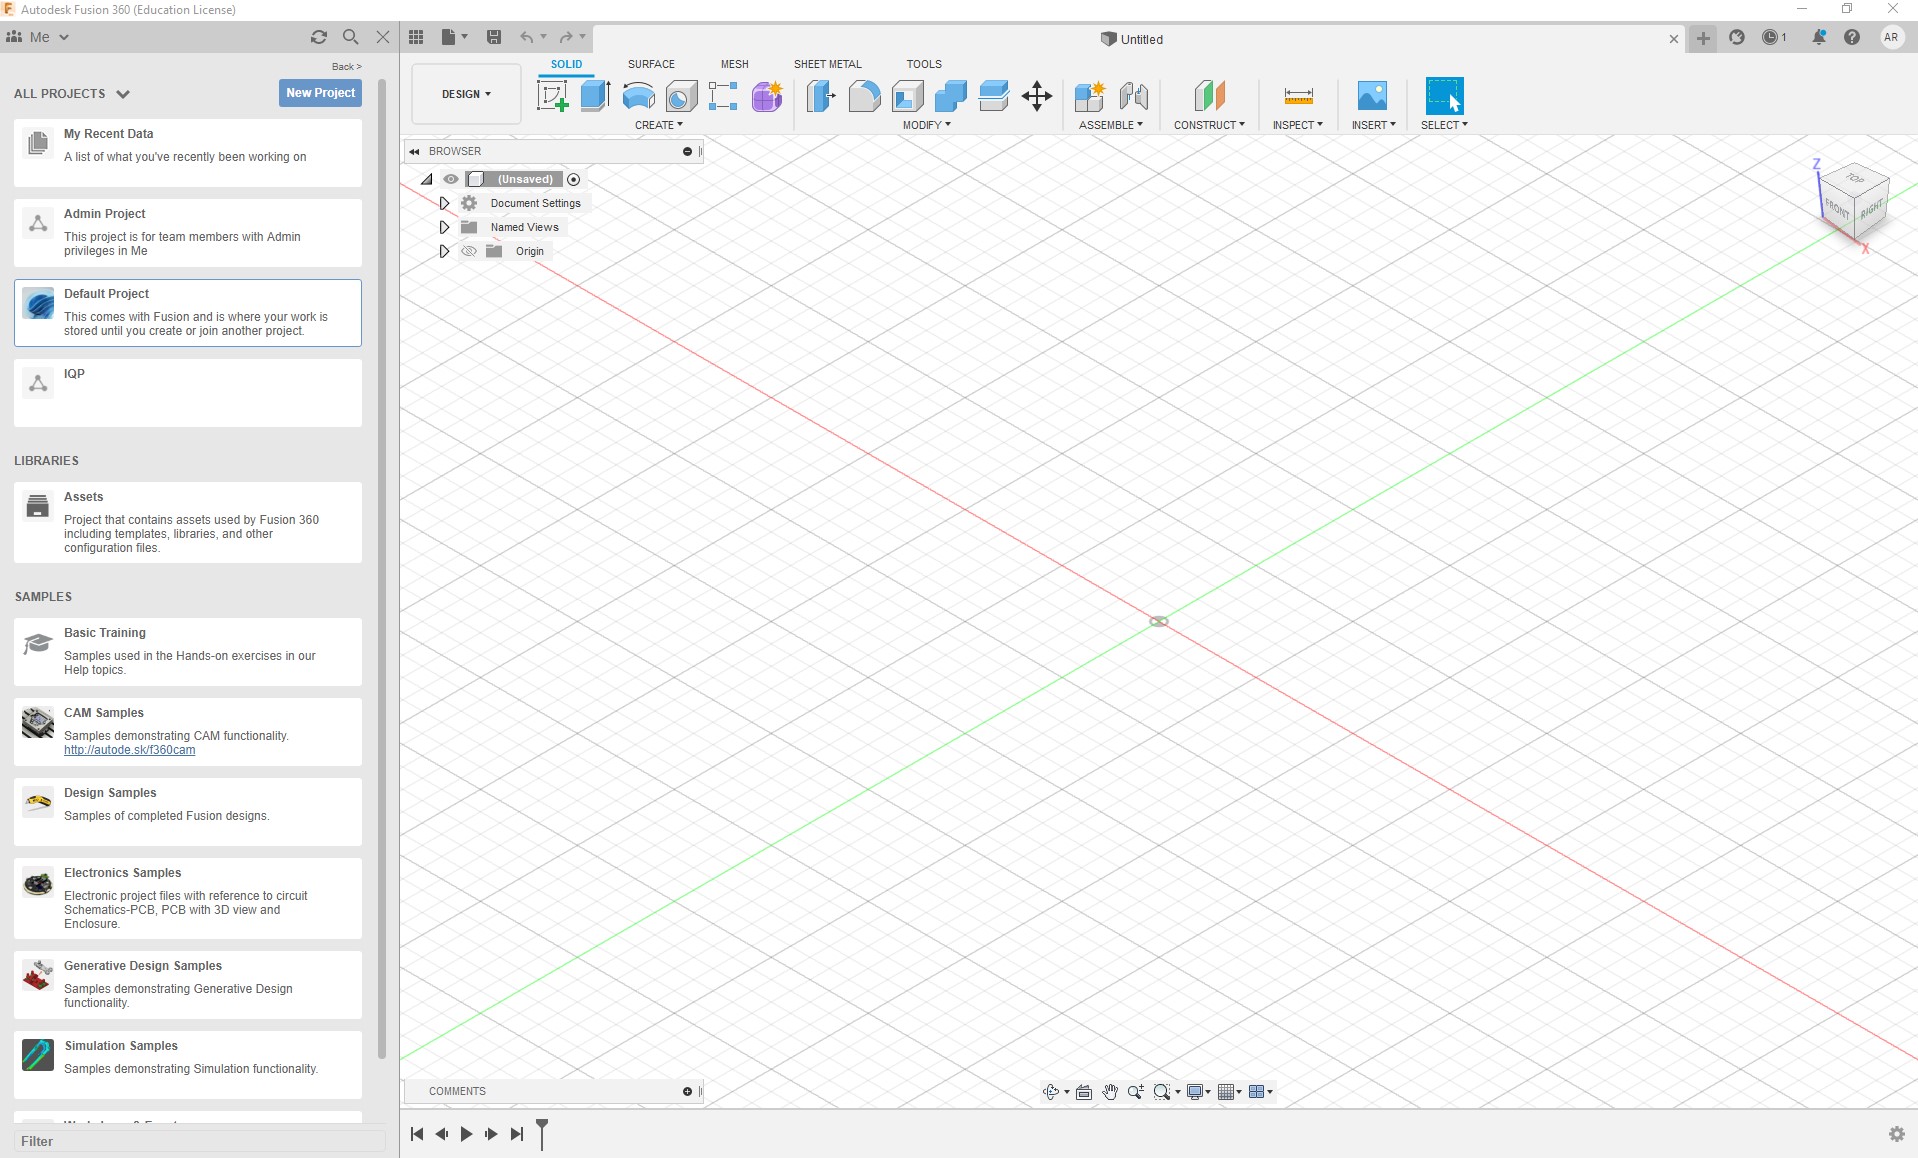 Autodesk Fusion 360 (Education License)
Me
Untitled
1
AR
Back >
ALL PROJECTS
New Project
My Recent Data
A list of what you've recently been working on
Admin Project
This project is for team members with Admin
privileges in Me
Default Project
This comes with Fusion and is where your work is
stored until you create or join another project.
IQP
LIBRARIES
Assets
Project that contains assets used by Fusion 360
including templates, libraries, and other
configuration files.
SAMPLES
Basic Training
Samples used in the Hands-on exercises in our
Help topics.
CAM Samples
Samples demonstrating CAM functionality.
http://autode.sk/f360cam
Design Samples
Samples of completed Fusion designs.
Electronics Samples
Electronic project files with reference to circuit
Schematics-PCB, PCB with 3D view and
Enclosure.
Generative Design Samples
Samples demonstrating Generative Design
functionality.
Simulation Samples
Samples demonstrating Simulation functionality.
Filter
DESIGN
SOLID SURFACE MESH SHEET METAL TOOLS
CREATE MODIFY ASSEMBLE CONSTRUCT INSPECT INSERT SELECT
BROWSER
(Unsaved)
Document Settings
Named Views
Origin
Z
TOP
FRONT
RIGHT
X
COMMENTS